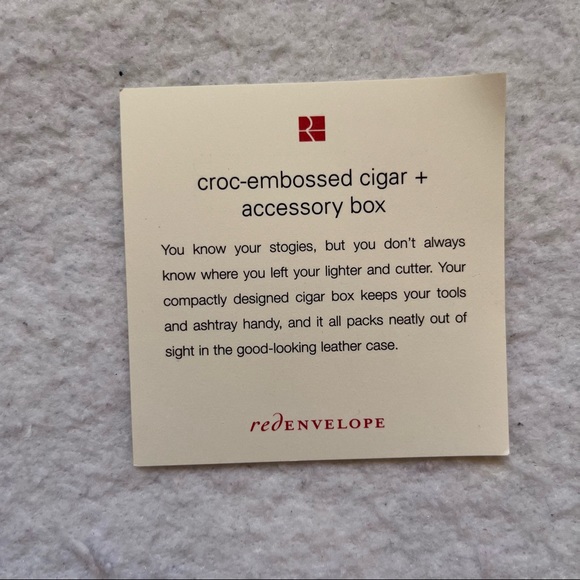 R
croc-embossed cigar +
accessory box
You know your stogies, but you don't always
know where you left your lighter and cutter. Your
compactly designed cigar box keeps your tools
and ashtray handy, and it all packs neatly out of
sight in the good-looking leather case.
redENVELOPE